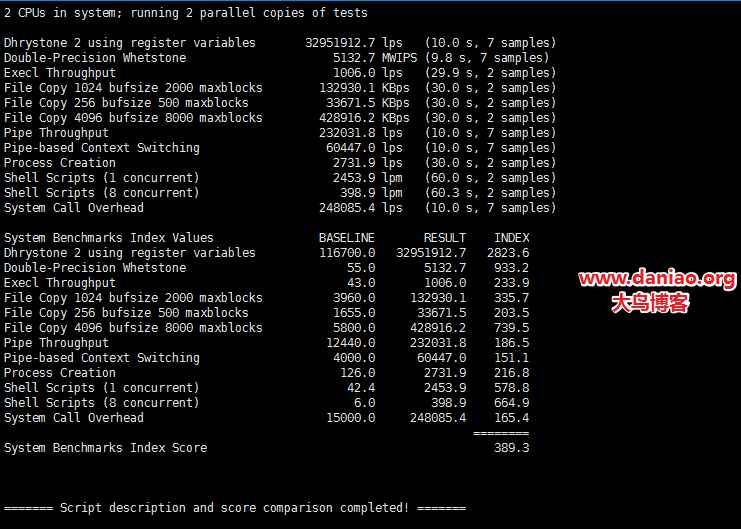 2 CPUs in system; running 2 parallel copies of tests
Dhrystone 2 using register variables 32951912.7 lps (10.0 s, 7 samples)
Double-Precision Whetstone 5132.7 MWIPS (9.8 s, 7 samples)
Execl Throughput 1006.0 lps (29.9 s, 2 samples)
File Copy 1024 bufsize 2000 maxblocks 132930.1 KBps (30.0 s, 2 samples)
File Copy 256 bufsize 500 maxblocks 33671.5 KBps (30.0 s, 2 samples)
File Copy 4096 bufsize 8000 maxblocks 428916.2 KBps (30.0 s, 2 samples)
Pipe Throughput 232031.8 lps (10.0 s, 7 samples)
Pipe-based Context Switching 60447.0 lps (10.0 s, 7 samples)
Process Creation 2731.9 lps (30.0 s, 2 samples)
Shell Scripts (1 concurrent) 2453.9 lpm (60.0 s, 2 samples)
Shell Scripts (8 concurrent) 398.9 lpm (60.3 s, 2 samples)
System Call Overhead 248085.4 lps (10.0 s, 7 samples)
System Benchmarks Index Values BASELINE RESULT INDEX
Dhrystone 2 using register variables 116700.0 32951912.7 2823.6
Double-Precision Whetstone 55.0 5132.7 933.2
Execl Throughput 43.0 1006.0 233.9
File Copy 1024 bufsize 2000 maxblocks 3960.0 132930.1 335.7
File Copy 256 bufsize 500 maxblocks 1655.0 33671.5 203.5
File Copy 4096 bufsize 8000 maxblocks 5800.0 428916.2 739.5
Pipe Throughput 12440.0 232031.8 186.5
Pipe-based Context Switching 4000.0 60447.0 151.1
Process Creation 126.0 2731.9 216.8
Shell Scripts (1 concurrent) 42.4 2453.9 578.8
Shell Scripts (8 concurrent) 6.0 398.9 664.9
System Call Overhead 15000.0 248085.4 165.4
========
System Benchmarks Index Score 389.3
======= Script description and score comparison completed! =======
www.daniao.org
大鸟博客